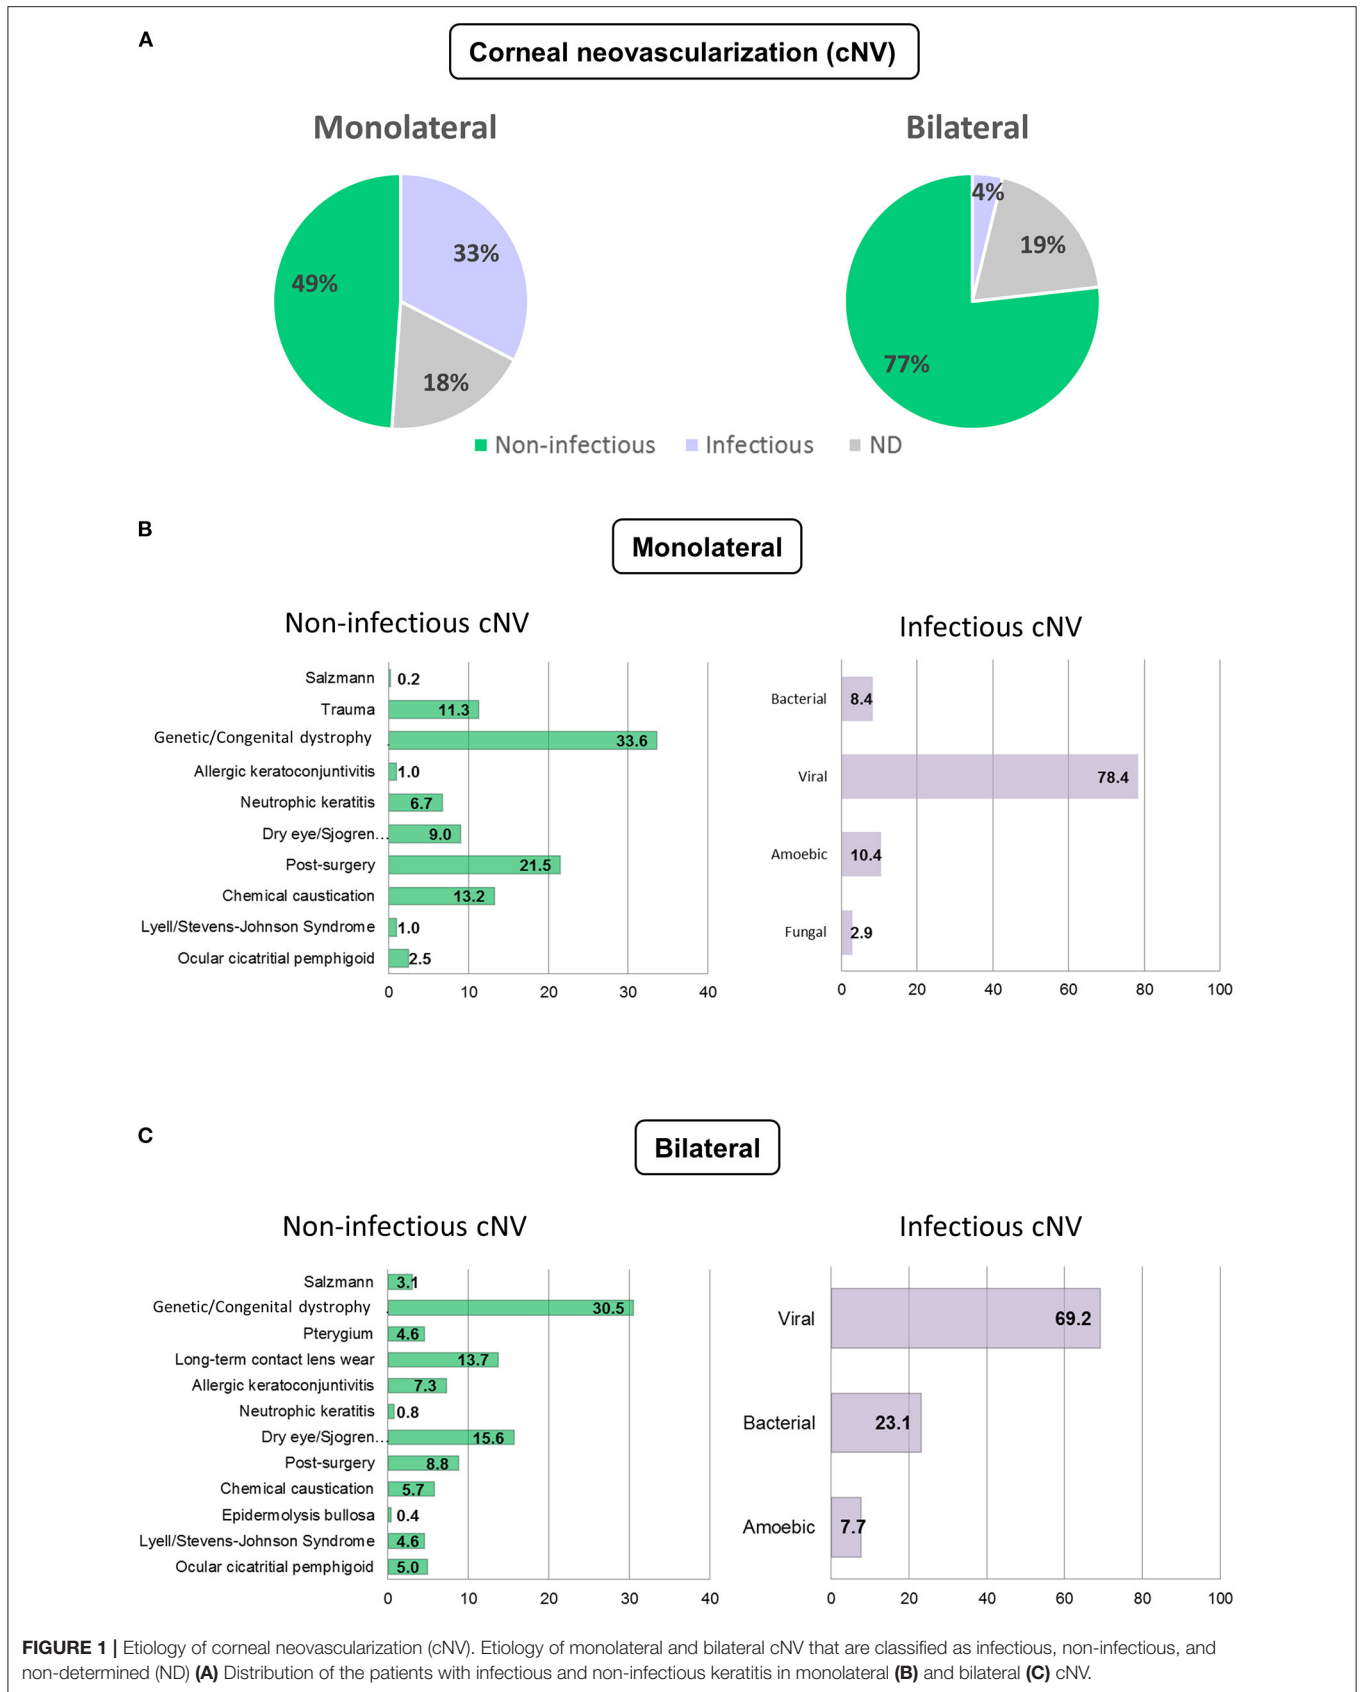 A
Corneal neovascularization (cNV)
Monolateral
Bilateral
33%
49%
18%
4%
19%
77%
Non-infectious
Infectious
ND
B
Monolateral
Non-infectious cNV
Salzmann 0.2
Trauma 11.3
Genetic/Congenital dystrophy 33.6
Allergic keratoconjuntivitis 1.0
Neutrophic keratitis 6.7
Dry eye/Sjogren... 9.0
Post-surgery 21.5
Chemical caustication 13.2
Lyell/Stevens-Johnson Syndrome 1.0
Ocular cicatritial pemphigoid 2.5
0 10 20 30 40
Infectious cNV
Bacterial 8.4
Viral 78.4
Amoebic 10.4
Fungal 2.9
0 20 40 60 80 100
C
Bilateral
Non-infectious cNV
Salzmann 3.1
Genetic/Congenital dystrophy 30.5
Pterygium 4.6
Long-term contact lens wear 13.7
Allergic keratoconjuntivitis 7.3
Neutrophic keratitis 0.8
Dry eye/Sjogren... 15.6
Post-surgery 8.8
Chemical caustication 5.7
Epidermolysis bullosa 0.4
Lyell/Stevens-Johnson Syndrome 4.6
Ocular cicatritial pemphigoid 5.0
0 10 20 30 40
Infectious cNV
Viral 69.2
Bacterial 23.1
Amoebic 7.7
0 20 40 60 80 100
FIGURE 1 | Etiology of corneal neovascularization (cNV). Etiology of monolateral and bilateral cNV that are classified as infectious, non-infectious, and
non-determined (ND) (A) Distribution of the patients with infectious and non-infectious keratitis in monolateral (B) and bilateral (C) cNV.